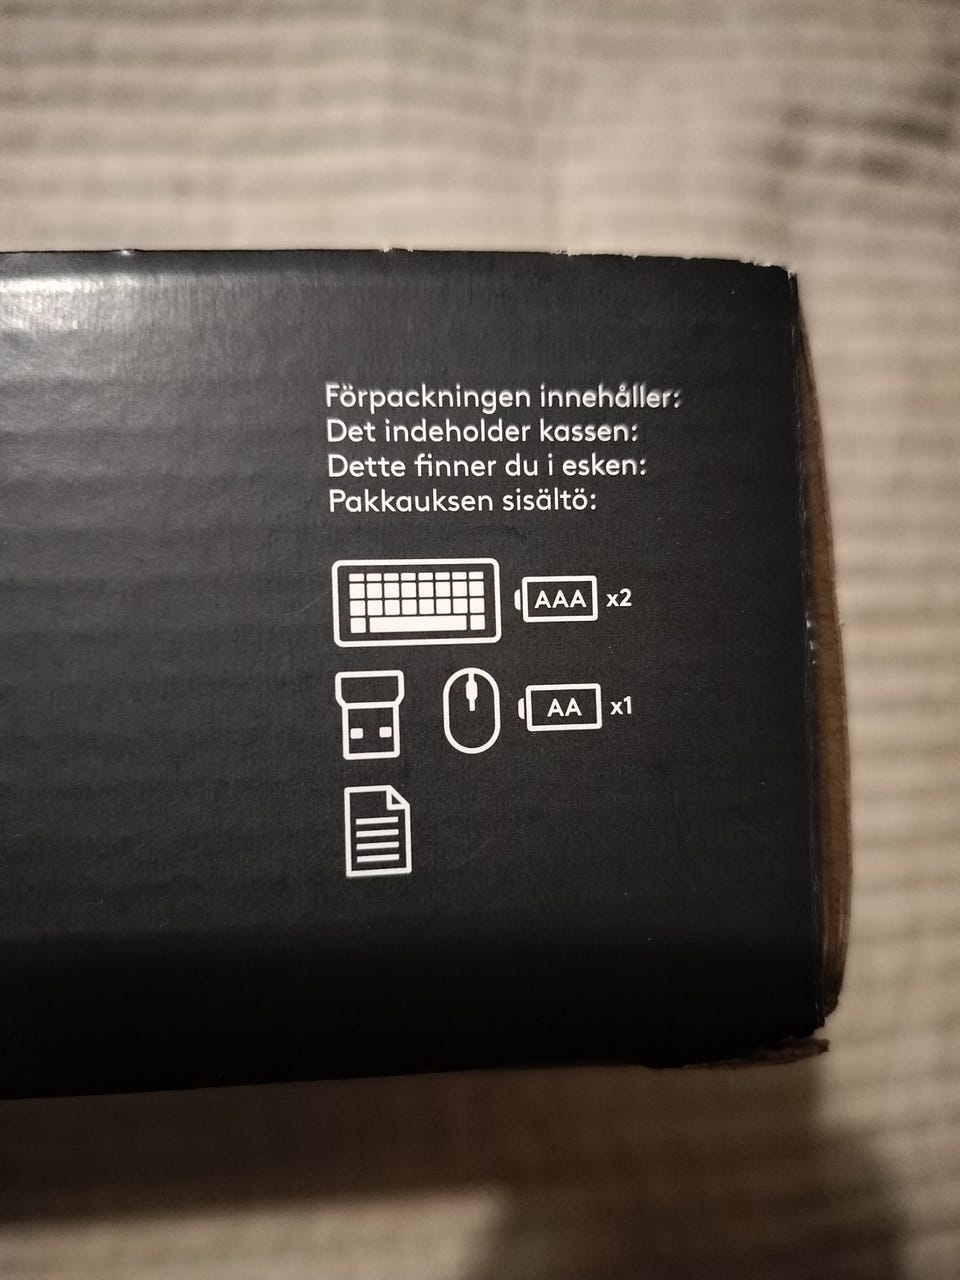 Förpackningen innehåller:
Det indeholder kassen:
Dette finner du i esken:
Pakkauksen sisältö:
AAA x2
AA x1